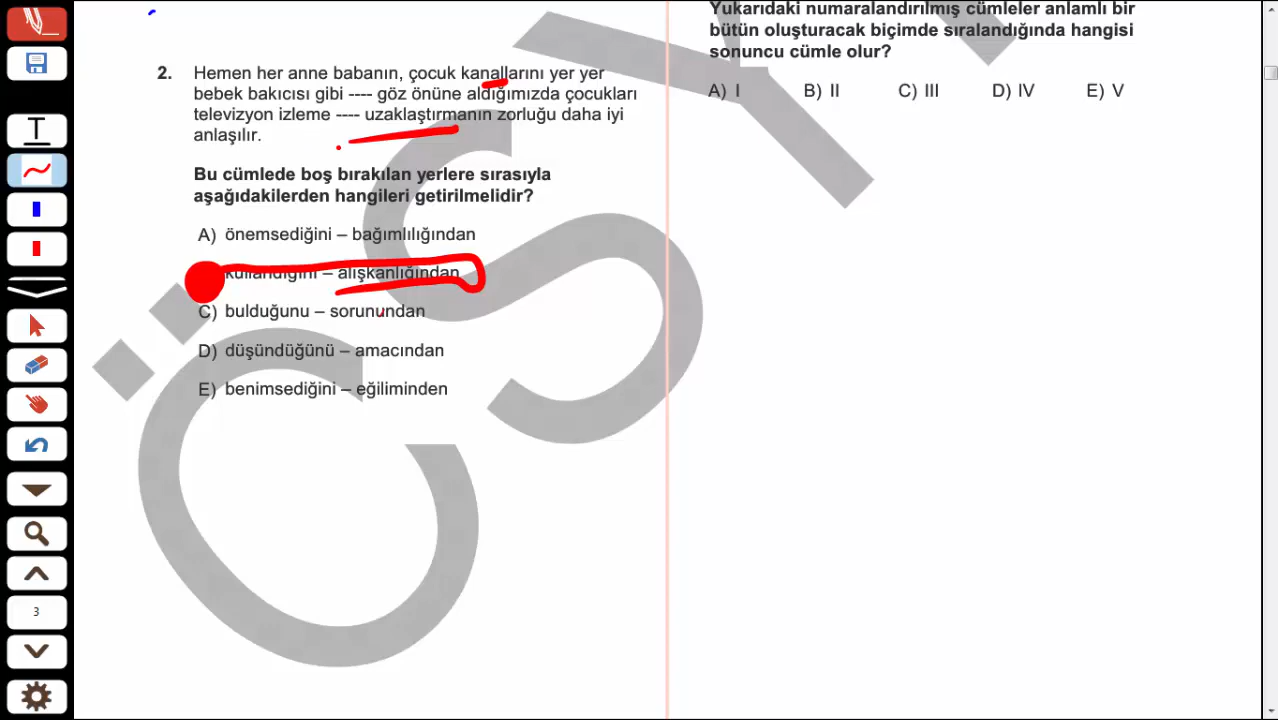 2. Hemen her anne babanın, çocuk kanallarını yer yer
bebek bakıcısı gibi ---- göz önüne aldığımızda çocukları
televizyon izleme ---- uzaklaştırmanın zorluğu daha iyi
anlaşılır.
Bu cümlede boş bırakılan yerlere sırasıyla
aşağıdakilerden hangileri getirilmelidir?
A) önemsediğini – bağımlılığından
kullandığını – alışkanlığından
C) bulduğunu – sorunundan
D) düşündüğünü – amacından
E) benimsediğini – eğiliminden
Yukarıdaki numaralandırılmış cümleler anlamlı bir
bütün oluşturacak biçimde sıralandığında hangisi
sonuncu cümle olur?
A) I B) II C) III D) IV E) V
ÖSY
T
3